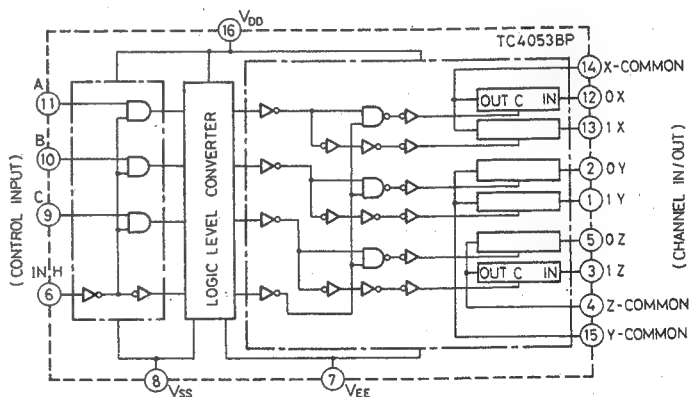 16 VDD
TC4053BP
14 X-COMMON
A
11
OUT C IN
12 0X
13 1X
B
10
2 0Y
C
9
1 1Y
5 0Z
INH
6
OUT C IN
3 1Z
4 Z-COMMON
15 Y-COMMON
8 VSS
7 VEE
(CONTROL INPUT)
LOGIC LEVEL CONVERTER
(CHANNEL IN/OUT)